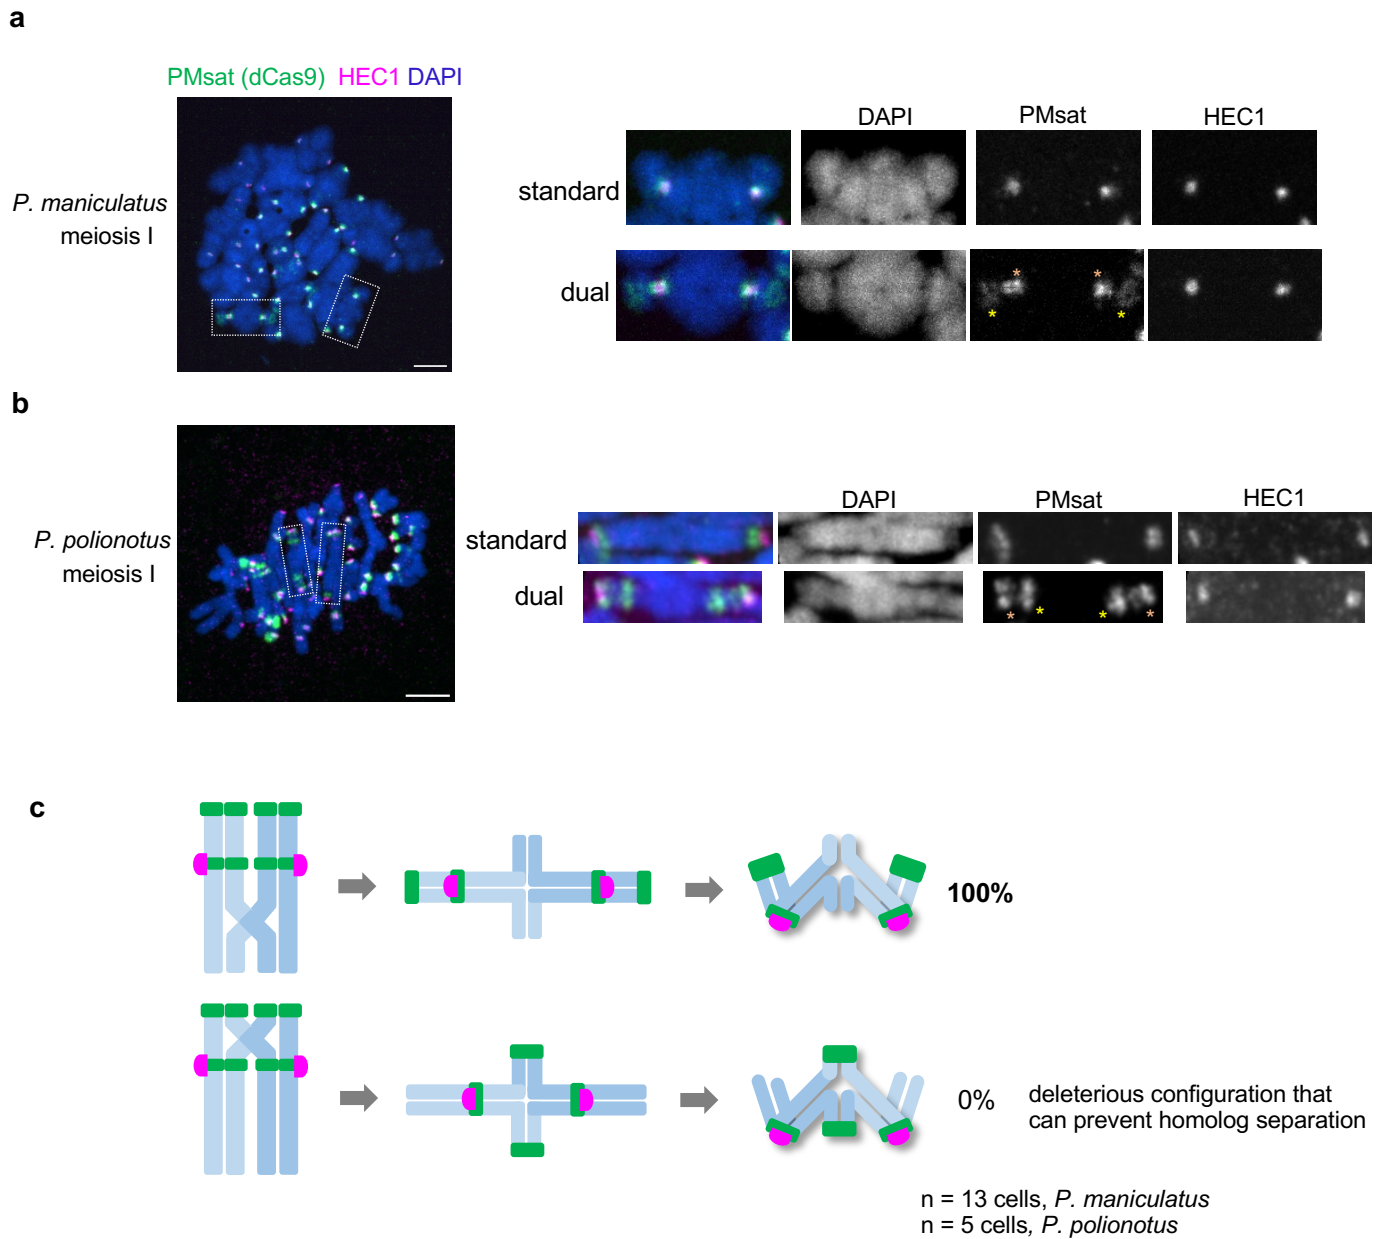 a
PMsat (dCas9) HEC1 DAPI
P. maniculatus
meiosis I
DAPI
PMsat
HEC1
standard
dual
*
*
*
*
b
P. polionotus
meiosis I
DAPI
PMsat
HEC1
standard
dual
*
*
*
*
c
100%
0%
deleterious configuration that
can prevent homolog separation
n = 13 cells, P. maniculatus
n = 5 cells, P. polionotus